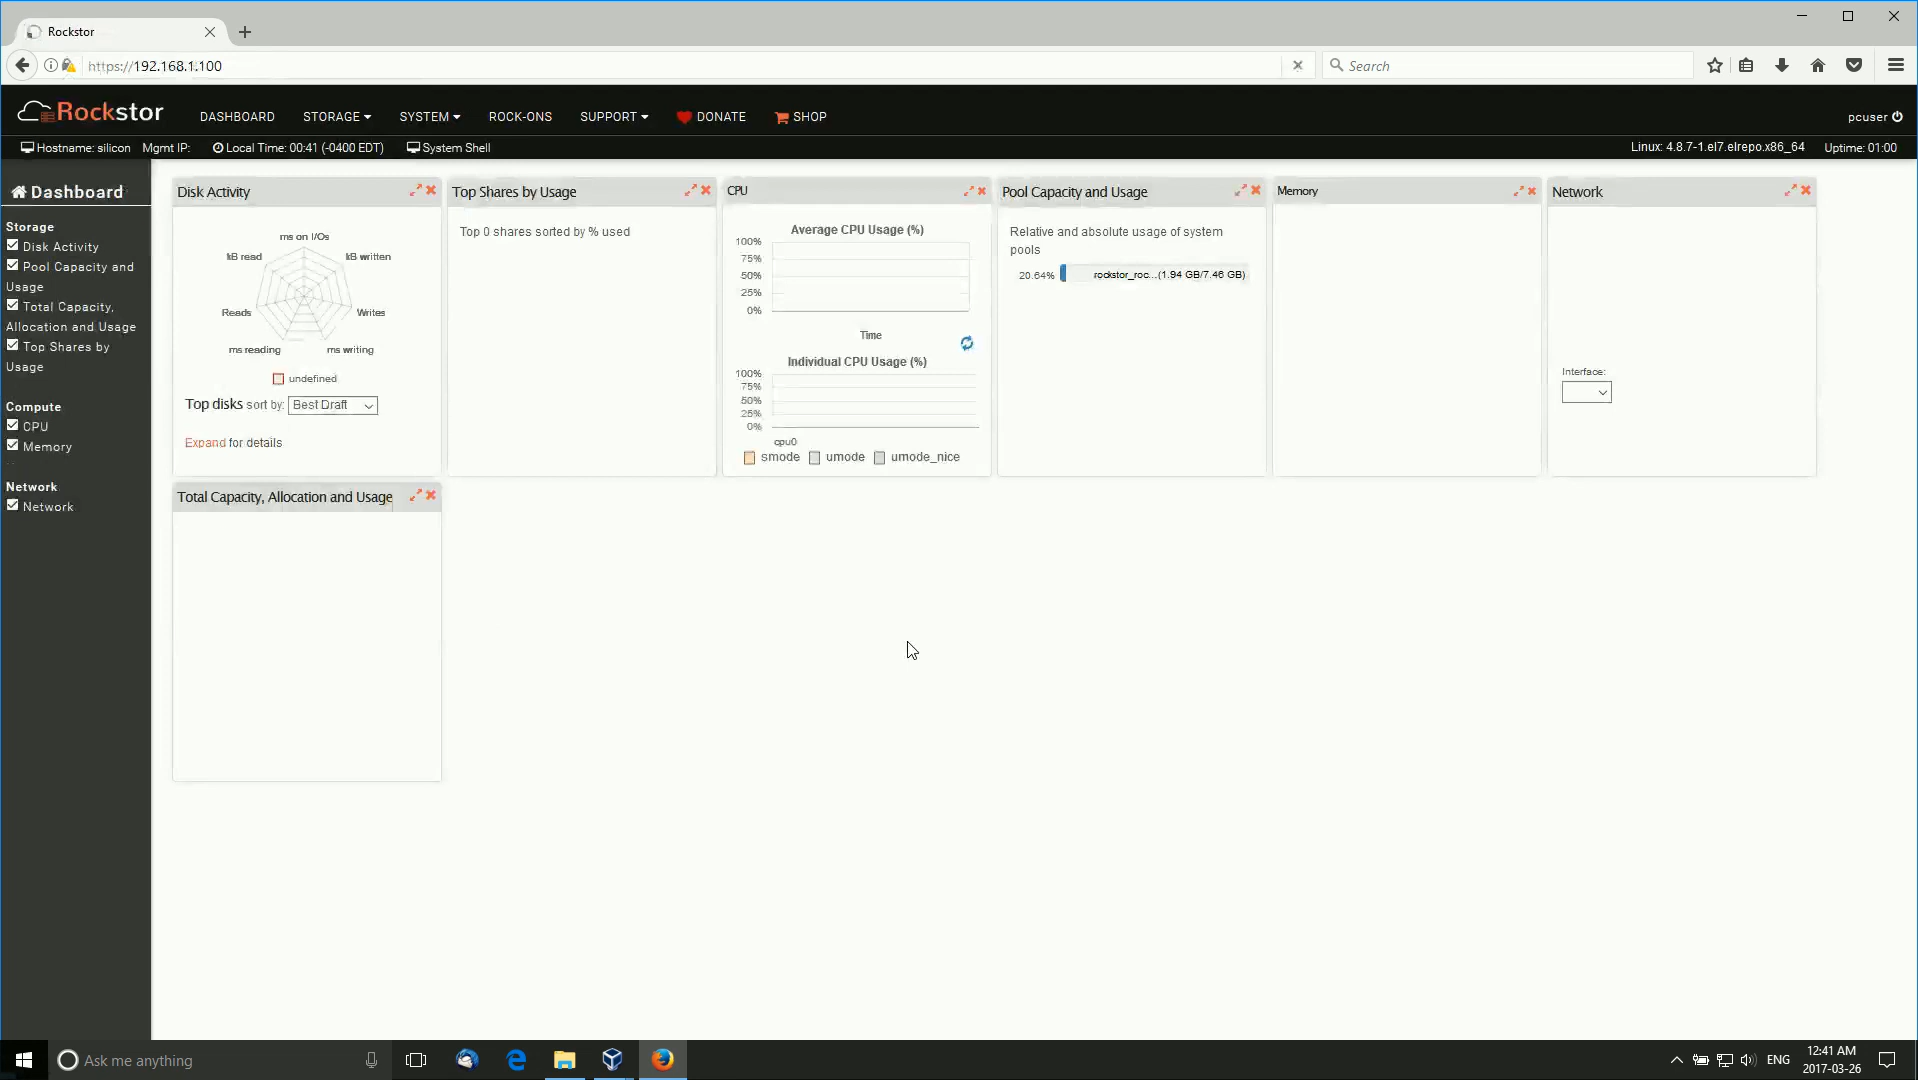 Rockstor
https://192.168.1.100
Search
Rockstor
DASHBOARD
STORAGE
SYSTEM
ROCK-ONS
SUPPORT
DONATE
SHOP
pcuser
Hostname: silicon
Mgmt IP:
Local Time: 00:41 (-0400 EDT)
System Shell
Linux: 4.8.7-1.el7.elrepo.x86_64
Uptime: 01:00
Dashboard
Storage
Disk Activity
Pool Capacity and
Usage
Total Capacity,
Allocation and Usage
Top Shares by
Usage
Compute
CPU
Memory
Network
Network
Disk Activity
ms on I/Os
kB read
kB written
Reads
Writes
ms reading
ms writing
undefined
Top disks sort by: Best Draft
Expand for details
Top Shares by Usage
Top 0 shares sorted by % used
CPU
Average CPU Usage (%)
100%
75%
50%
25%
0%
Time
Individual CPU Usage (%)
100%
75%
50%
25%
0%
cpu0
smode
umode
umode_nice
Pool Capacity and Usage
Relative and absolute usage of system
pools
20.64%
rockstor_roc...(1.94 GB/7.46 GB)
Memory
Network
Interface:
Total Capacity, Allocation and Usage
Ask me anything
ENG
12:41 AM
2017-03-26